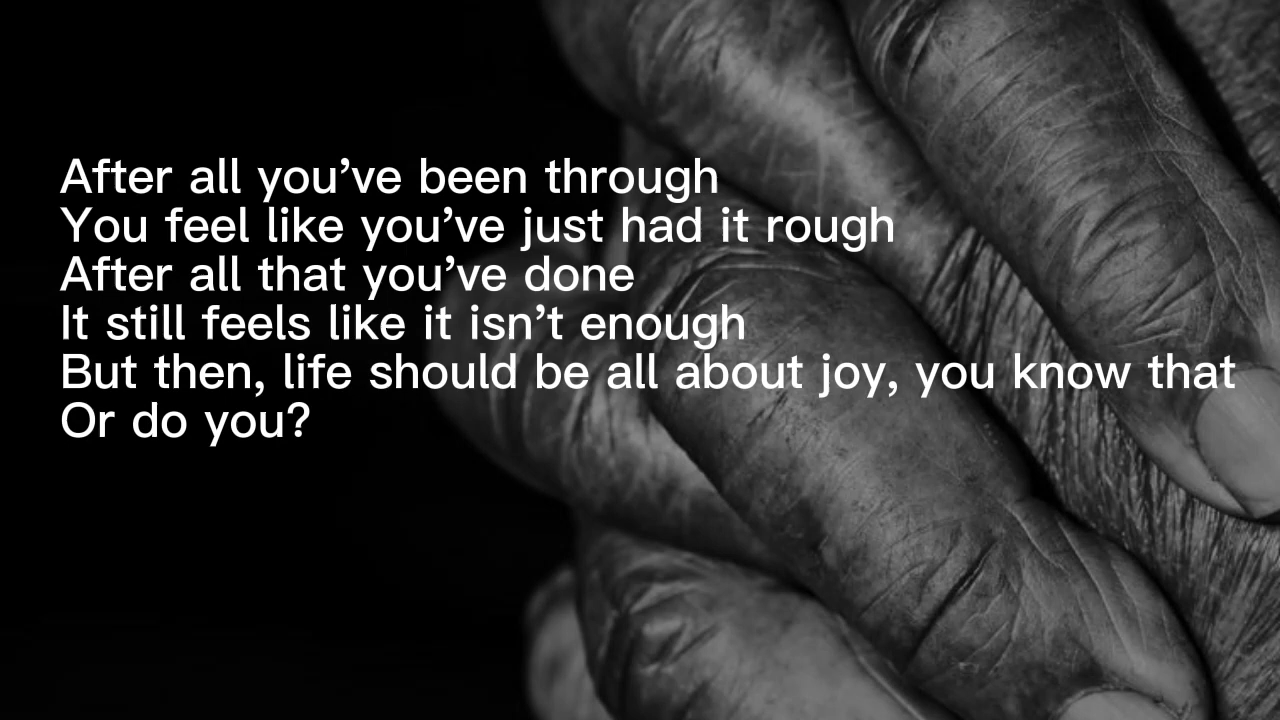 After all you’ve been through
You feel like you’ve just had it rough
After all that you’ve done
It still feels like it isn’t enough
But then, life should be all about joy, you know that
Or do you?